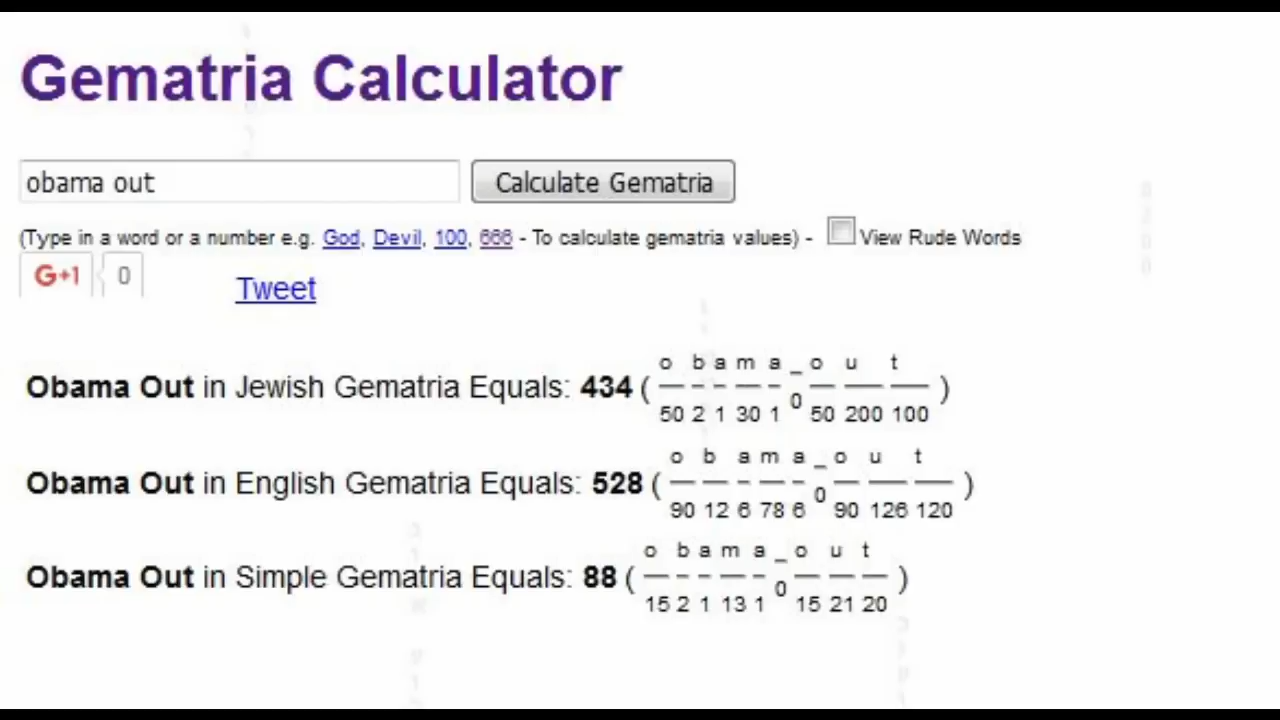 Gematria Calculator
obama out Calculate Gematria
(Type in a word or a number e.g. God, Devil, 100, 666 - To calculate gematria values) - View Rude Words
G+1 0 Tweet
o b a m a _ o u t
Obama Out in Jewish Gematria Equals: 434 ( 0 )
50 2 1 30 1 50 200 100
o b a m a _ o u t
Obama Out in English Gematria Equals: 528 ( 0 )
90 12 6 78 6 90 126 120
o b a m a _ o u t
Obama Out in Simple Gematria Equals: 88 ( 0 )
15 2 1 13 1 15 21 20